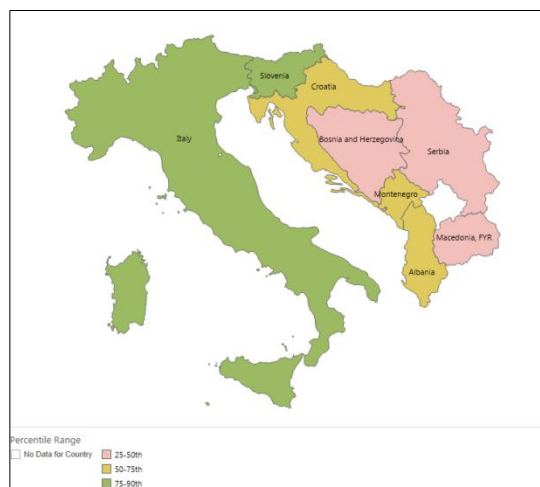 Slovenia
Croatia
Italy
Bosnia and Herzegovina
Serbia
Montenegro
Macedonia, FYR
Albania
Percentile Range
No Data for Country
25-50th
50-75th
75-90th